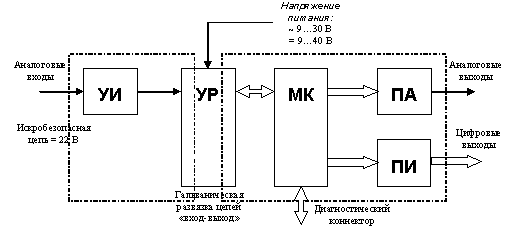 Напряжение
питания:
~ 9...30 В
= 9...40 В
Аналоговые
входы
Аналоговые
выходы
УИ
УР
МК
ПА
Искробезопасная
цепь = 22 В
Цифровые
выходы
ПИ
Гальваническая
развязка цепей
«вход-выход»
Диагностический
коннектор